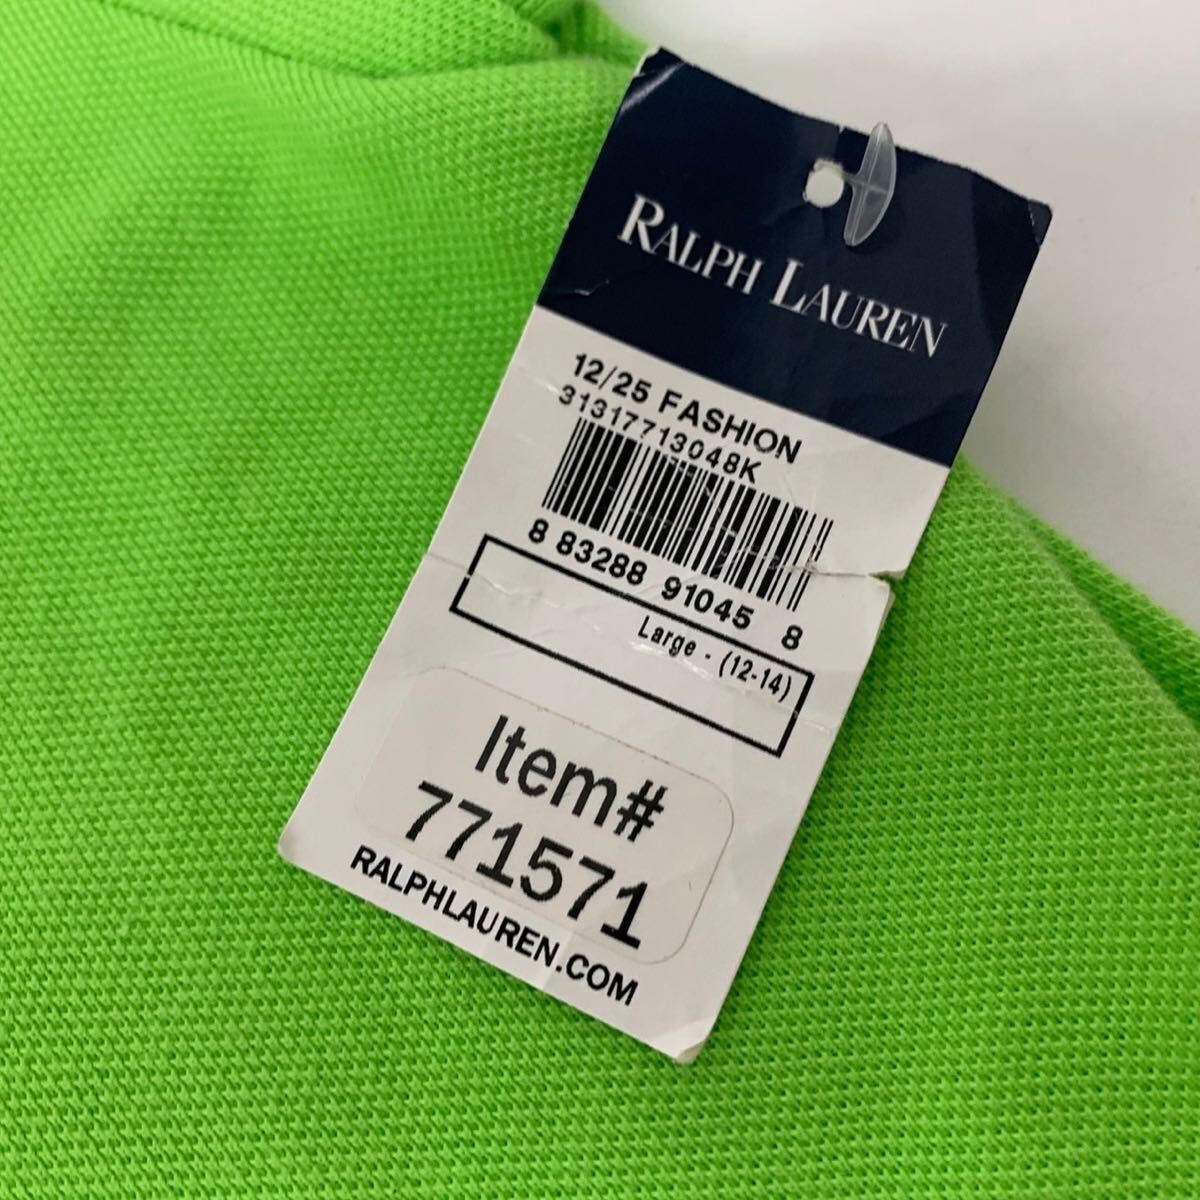 RALPH LAUREN
12/25 FASHION
31317713048K
8 83288 91045 8
Large - (12-14)
Item#
771571
RALPHLAUREN.COM